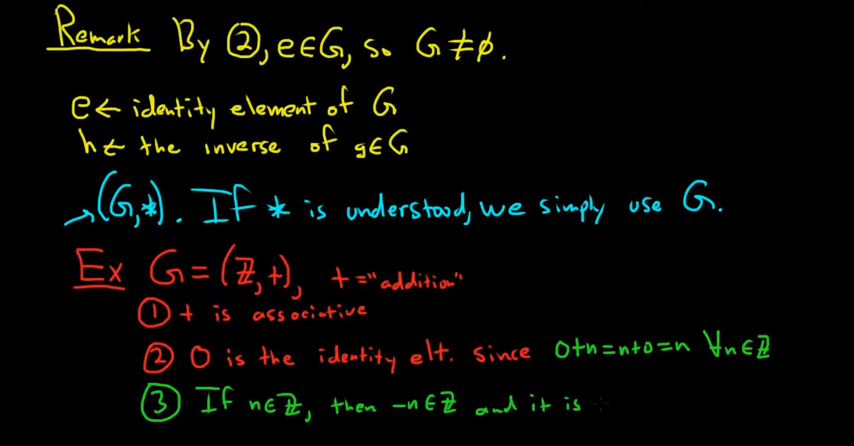 Remark By ②, e∈G, so G≠∅.
e ← identity element of G
h ← the inverse of g∈G
→ (G,*). If * is understood, we simply use G.
Ex G = (ℤ,+), + = "addition"
① + is associative
② 0 is the identity elt. since 0+n=n+0=n ∀n∈ℤ
③ If n∈ℤ, then -n∈ℤ and it is